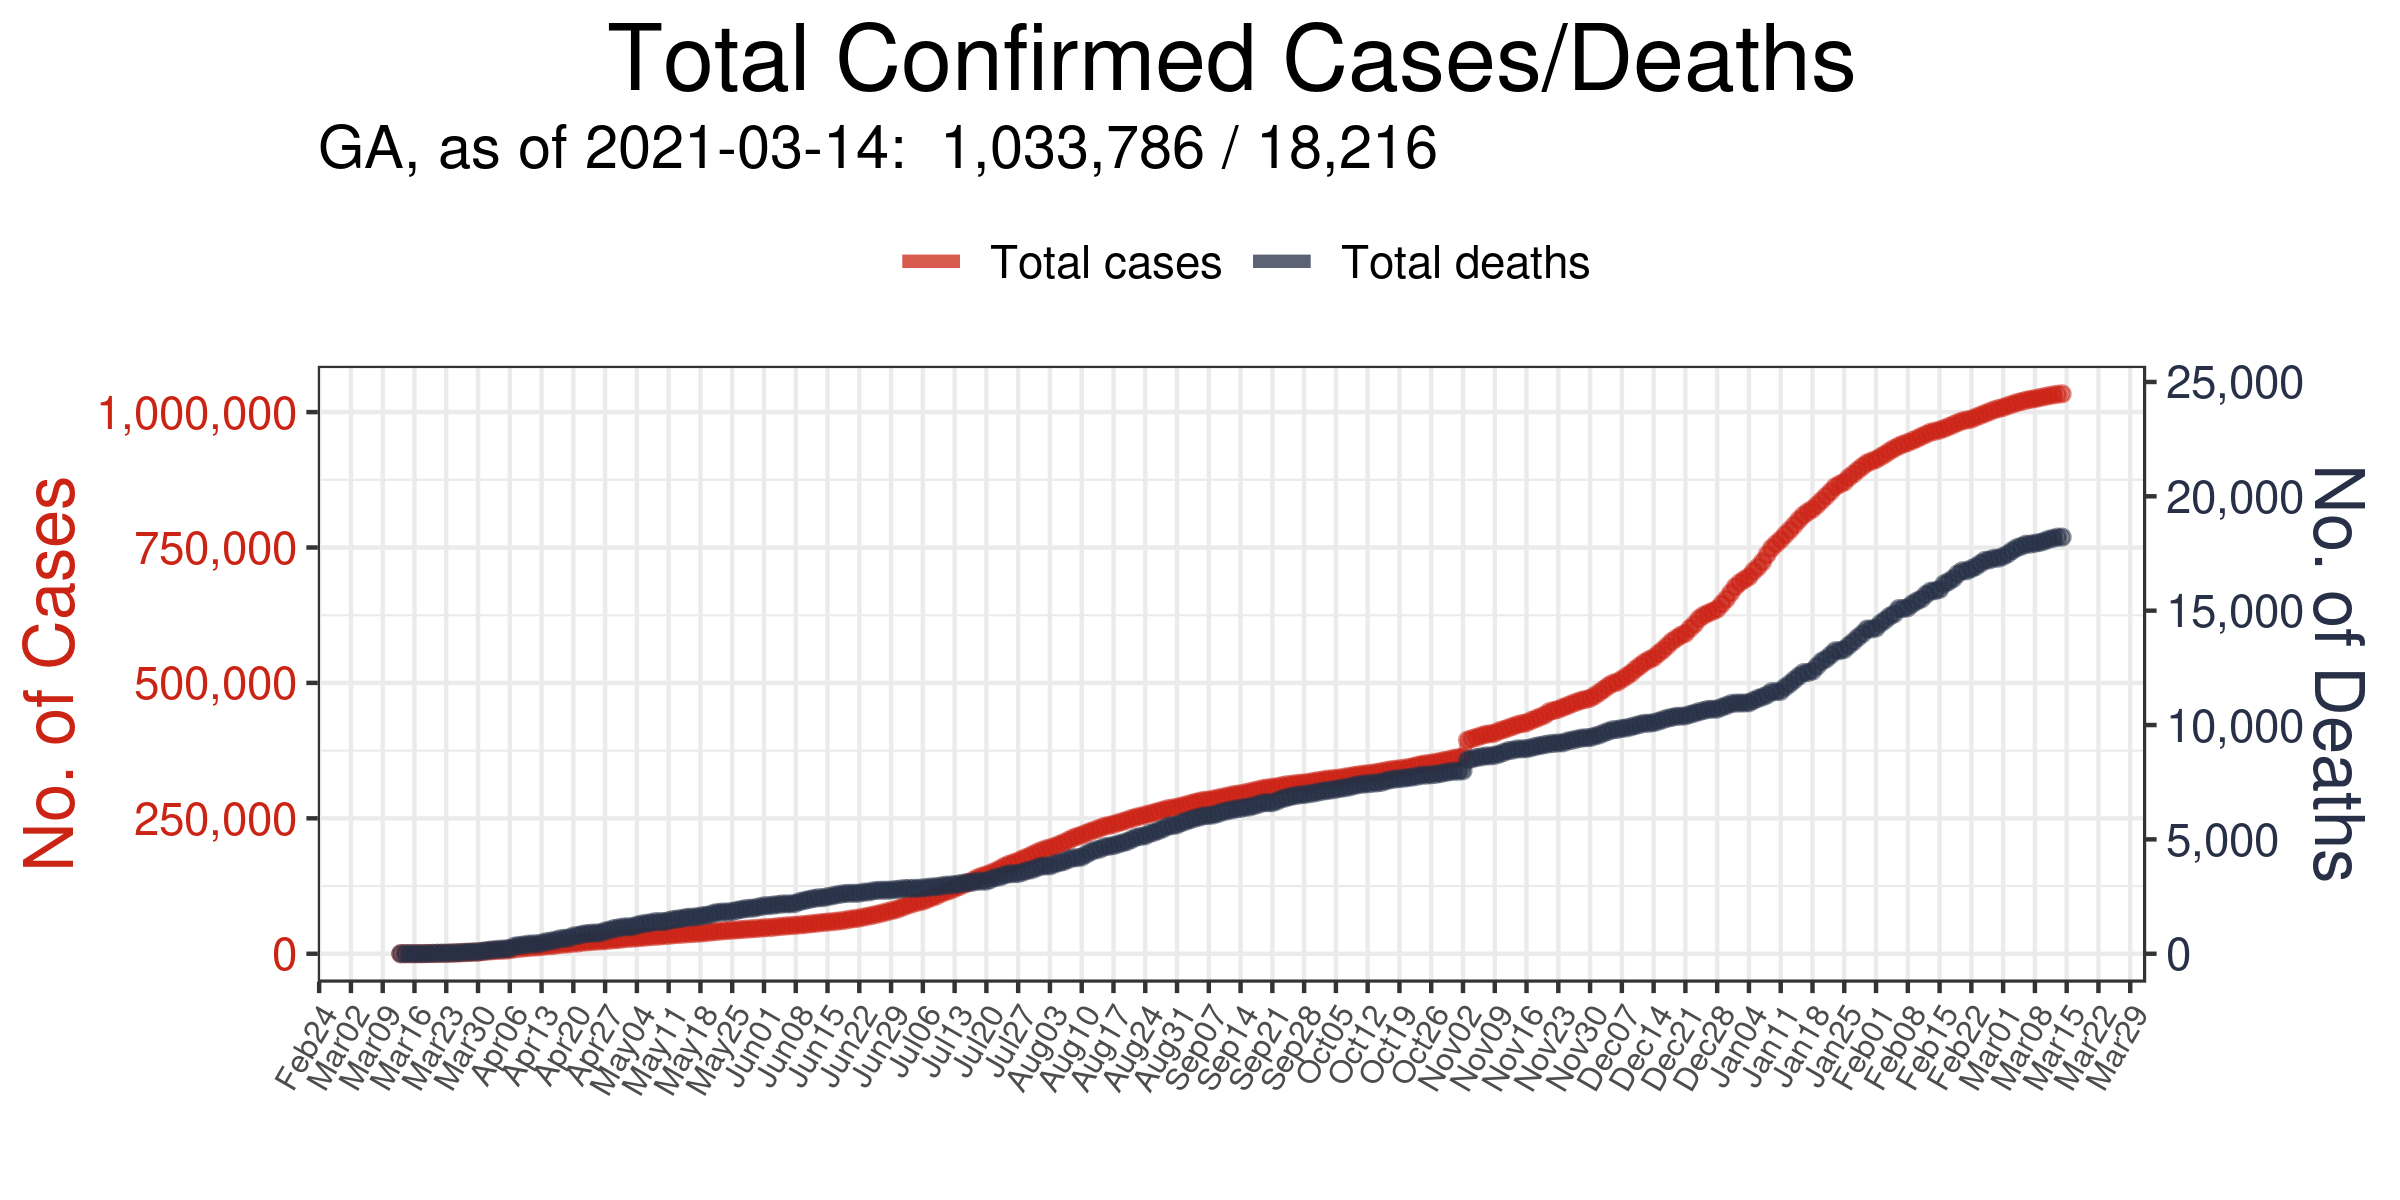 Total Confirmed Cases/Deaths
GA, as of 2021-03-14:  1,033,786 / 18,216
Total cases
Total deaths
No. of Cases
1,000,000
750,000
500,000
250,000
0
25,000
20,000
15,000
10,000
5,000
0
No. of Deaths
Feb24
Mar02
Mar09
Mar16
Mar23
Mar30
Apr06
Apr13
Apr20
Apr27
May04
May11
May18
May25
Jun01
Jun08
Jun15
Jun22
Jun29
Jul06
Jul13
Jul20
Jul27
Aug03
Aug10
Aug17
Aug24
Aug31
Sep07
Sep14
Sep21
Sep28
Oct05
Oct12
Oct19
Oct26
Nov02
Nov09
Nov16
Nov23
Nov30
Dec07
Dec14
Dec21
Dec28
Jan04
Jan11
Jan18
Jan25
Feb01
Feb08
Feb15
Feb22
Mar01
Mar08
Mar15
Mar22
Mar29